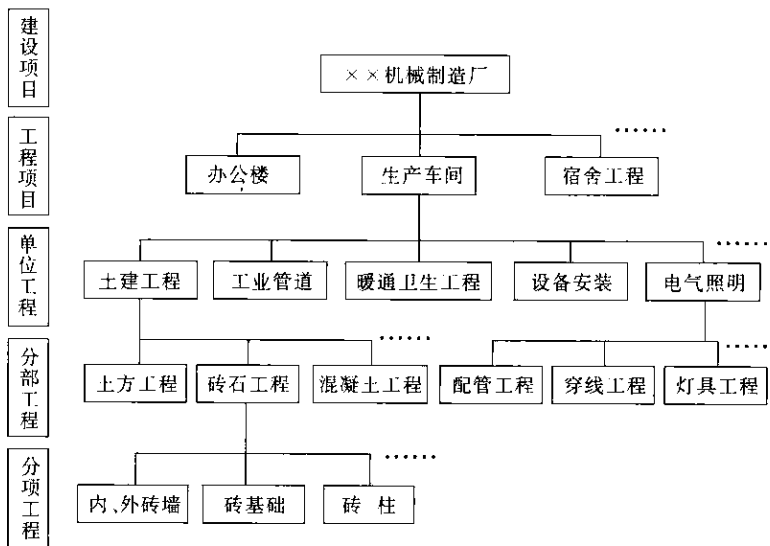 建设项目
××机械制造厂
工程项目
······
办公楼 生产车间 宿舍工程
单位工程
······
土建工程 工业管道 暖通卫生工程 设备安装 电气照明
分部工程
······ ······
土方工程 砖石工程 混凝土工程 配管工程 穿线工程 灯具工程
分项工程
······
内、外砖墙 砖基础 砖 柱